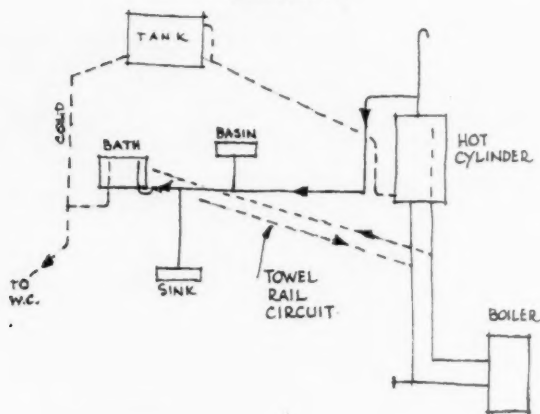 TANK
COLD
BASIN
BATH
HOT
CYLINDER
SINK
TOWEL
RAIL
CIRCUIT
TO
W.C.
BOILER